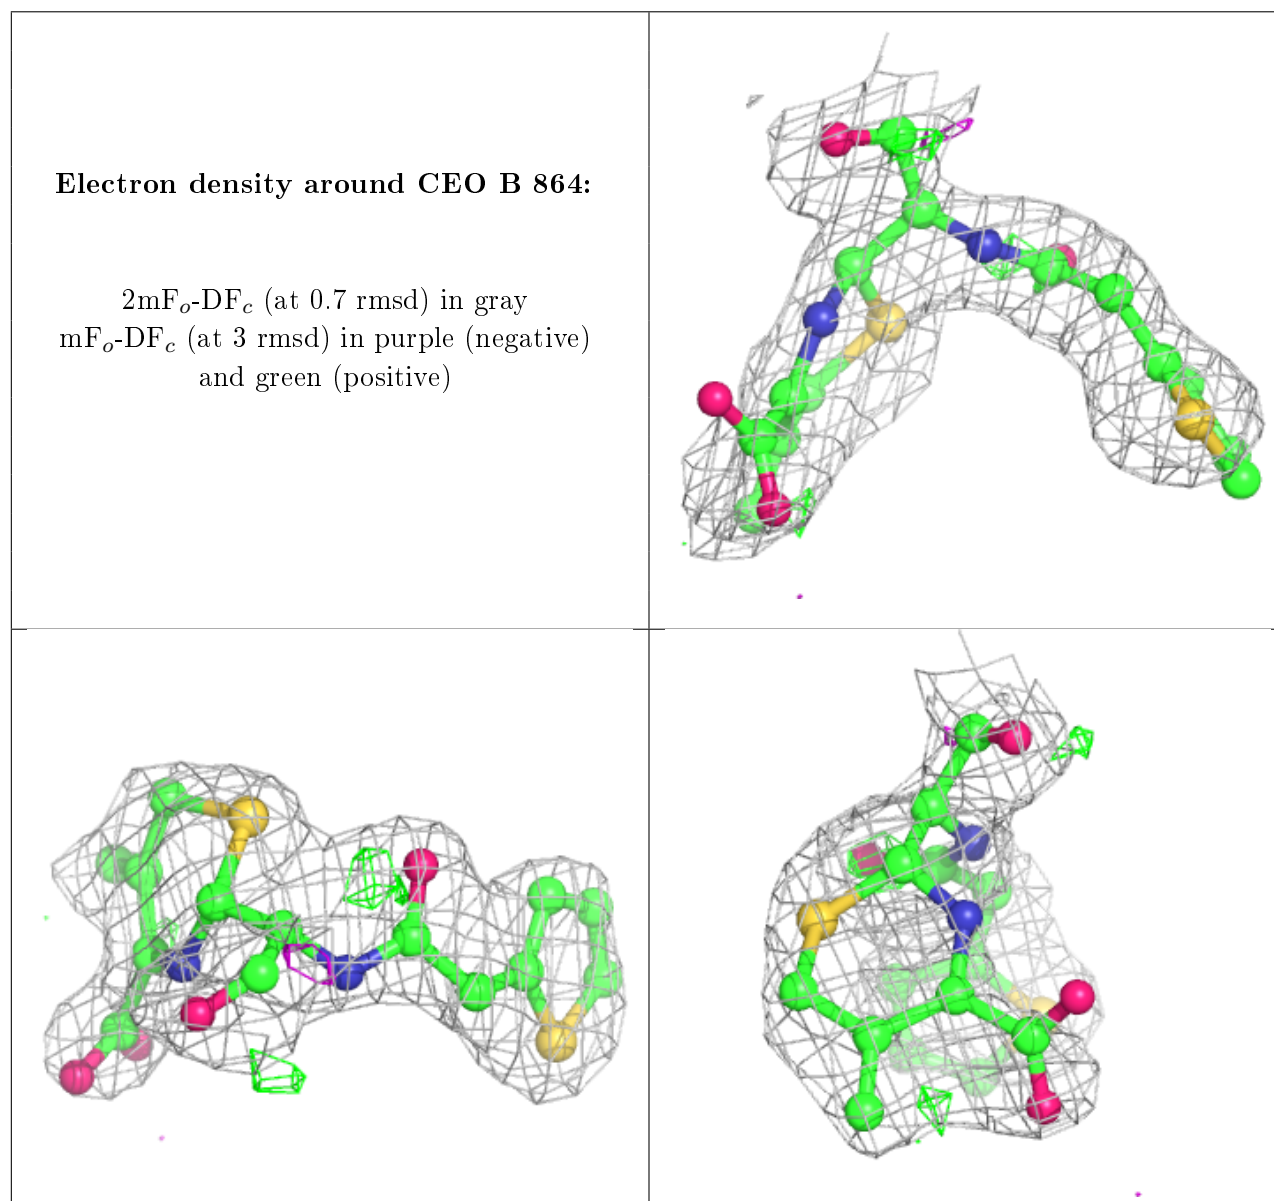 Electron density around CEO B 864:
2mFo-DFc (at 0.7 rmsd) in gray
mFo-DFc (at 3 rmsd) in purple (negative)
and green (positive)